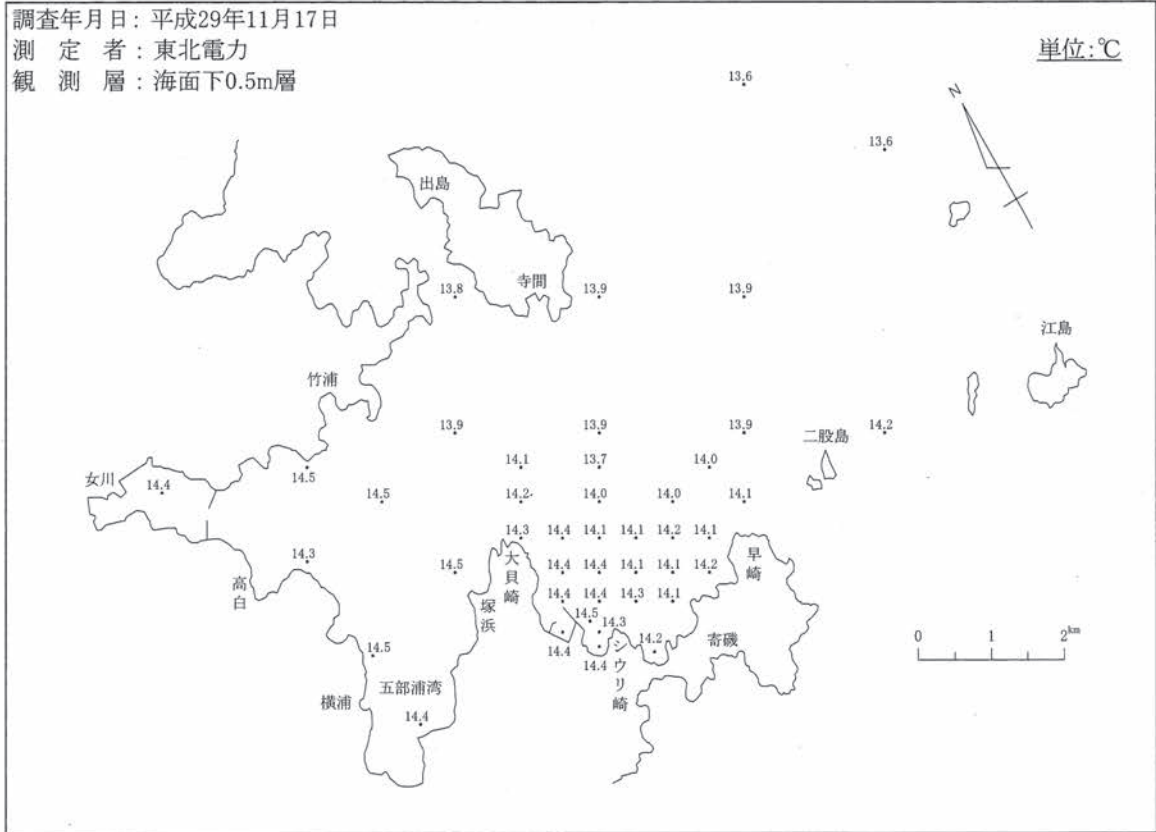 調査年月日：平成29年11月17日
測定者：東北電力
観測層：海面下0.5m層
単位：℃
13.6
N
13.6
出島
寺間
13.8
13.9
13.9
江島
竹浦
13.9
13.9
13.9
14.2
二股島
14.1
13.7
14.0
女川
14.4
14.5
14.5
14.2
14.0
14.0
14.1
14.3
14.4
14.1
14.1
14.2
14.1
14.3
14.5
大貝崎
14.4
14.4
14.1
14.1
14.2
早崎
高白
塚浜
14.4
14.4
14.3
14.1
14.5
14.3
14.4
14.4
14.2
シウリ崎
寄磯
0 1 2km
14.5
五部浦湾
横浦
14.4